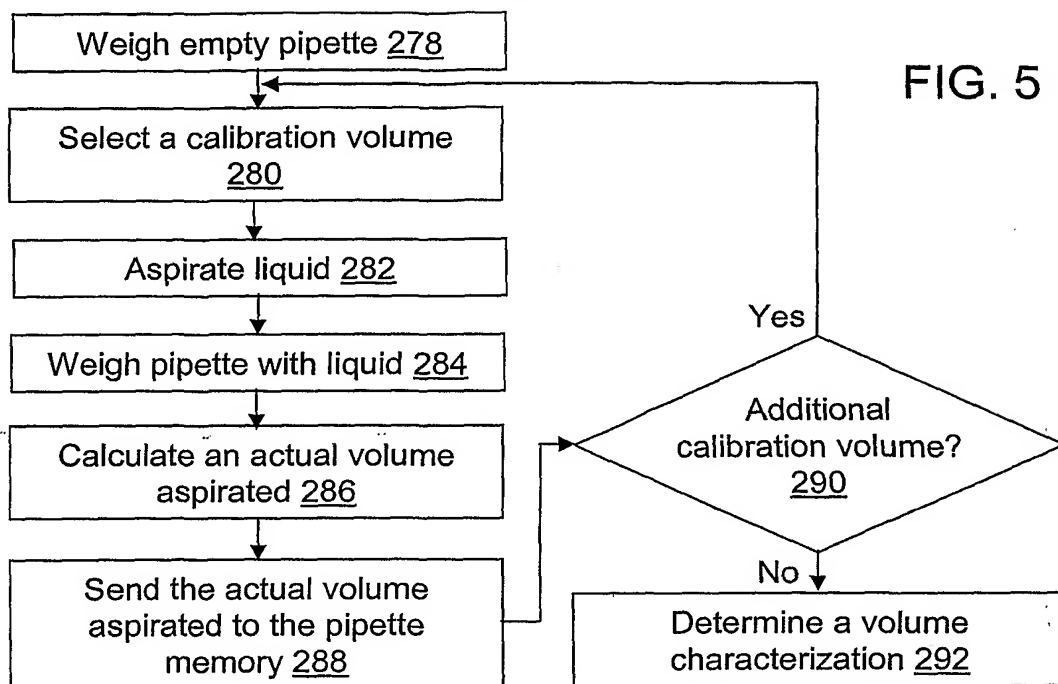 Weigh empty pipette 278
FIG. 5
Select a calibration volume
280
Aspirate liquid 282
Weigh pipette with liquid 284
Calculate an actual volume
aspirated 286
Send the actual volume
aspirated to the pipette
memory 288
Yes
Additional
calibration volume?
290
No
Determine a volume
characterization 292